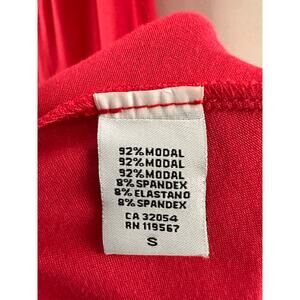 92% MODAL
92% MODAL
92% MODAL
8% SPANDEX
8% ELASTANO
8% SPANDEX
CA 32054
RN 119567
S